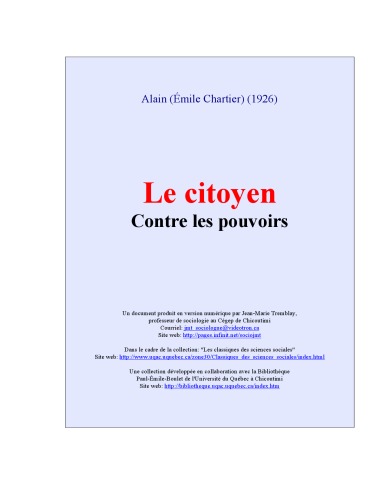 Alain (Émile Chartier) (1926)
Le citoyen
Contre les pouvoirs
Un document produit en version numérique par Jean-Marie Tremblay,
professeur de sociologie au Cégep de Chicoutimi
Courriel: jmt_sociologue@videotron.ca
Site web: http://pages.infinit.net/sociojmt
Dans le cadre de la collection: "Les classiques des sciences sociales"
Site web: http://www.uqac.uquebec.ca/zone30/Classiques_des_sciences_sociales/index.html
Une collection développée en collaboration avec la Bibliothèque
Paul-Émile-Boulet de l'Université du Québec à Chicoutimi
Site web: http://bibliotheque.uqac.uquebec.ca/index.htm